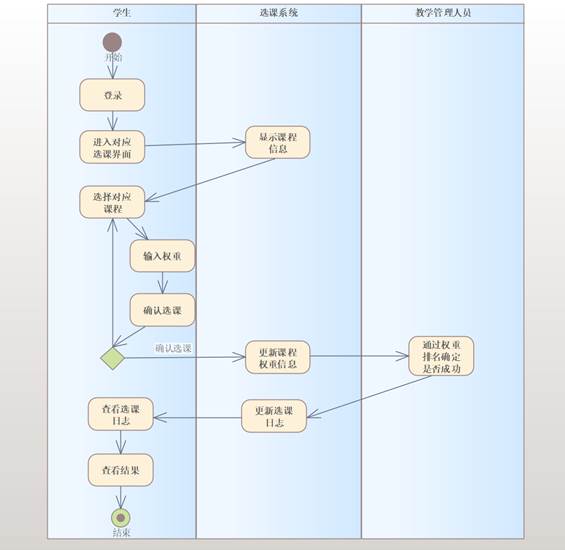 学生
选课系统
教学管理人员
开始
登录
进入对应
选课界面
显示课程
信息
选择对应
课程
输入权重
确认选课
确认选课
更新课程
权重信息
通过权重
排名确定
是否成功
更新选课
日志
查看选课
日志
查看结果
结束